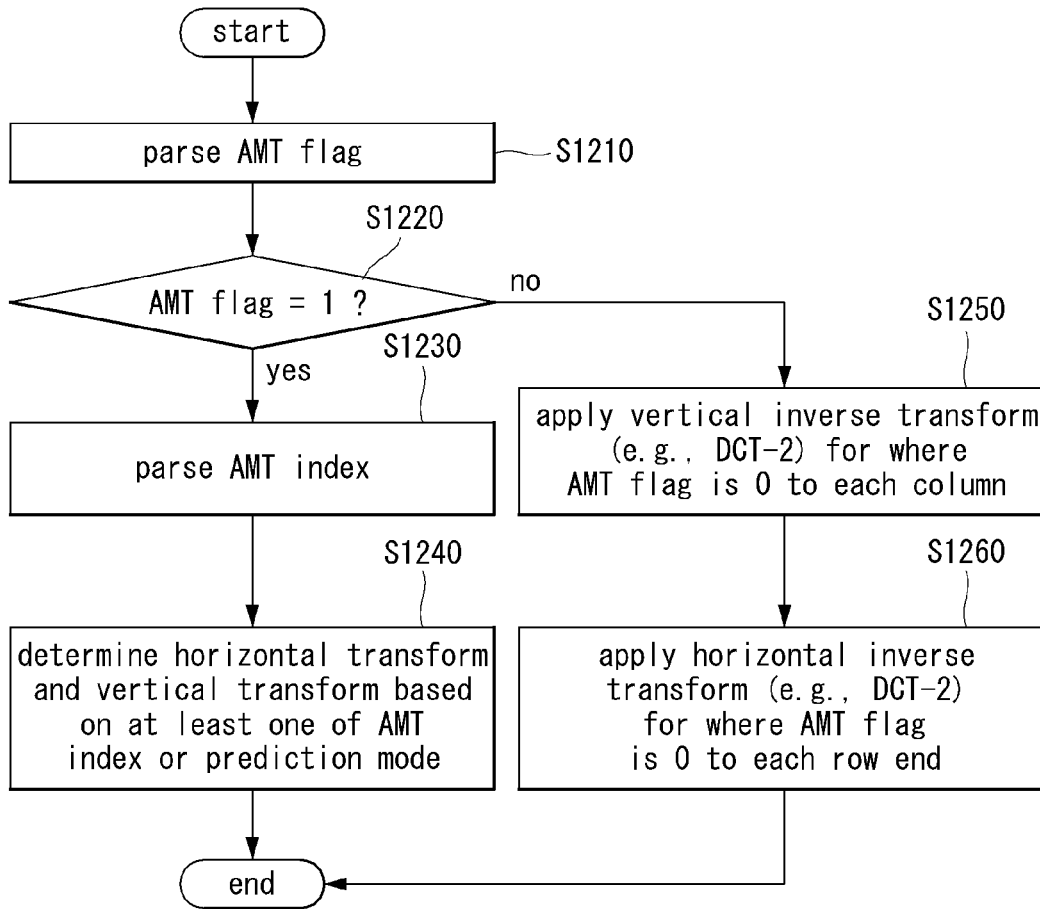 start
parse AMT flag
S1210
S1220
AMT flag = 1 ?
no
yes
S1230
parse AMT index
S1240
determine horizontal transform
and vertical transform based
on at least one of AMT
index or prediction mode
S1250
apply vertical inverse transform
(e.g., DCT-2) for where
AMT flag is 0 to each column
S1260
apply horizontal inverse
transform (e.g., DCT-2)
for where AMT flag
is 0 to each row end
end